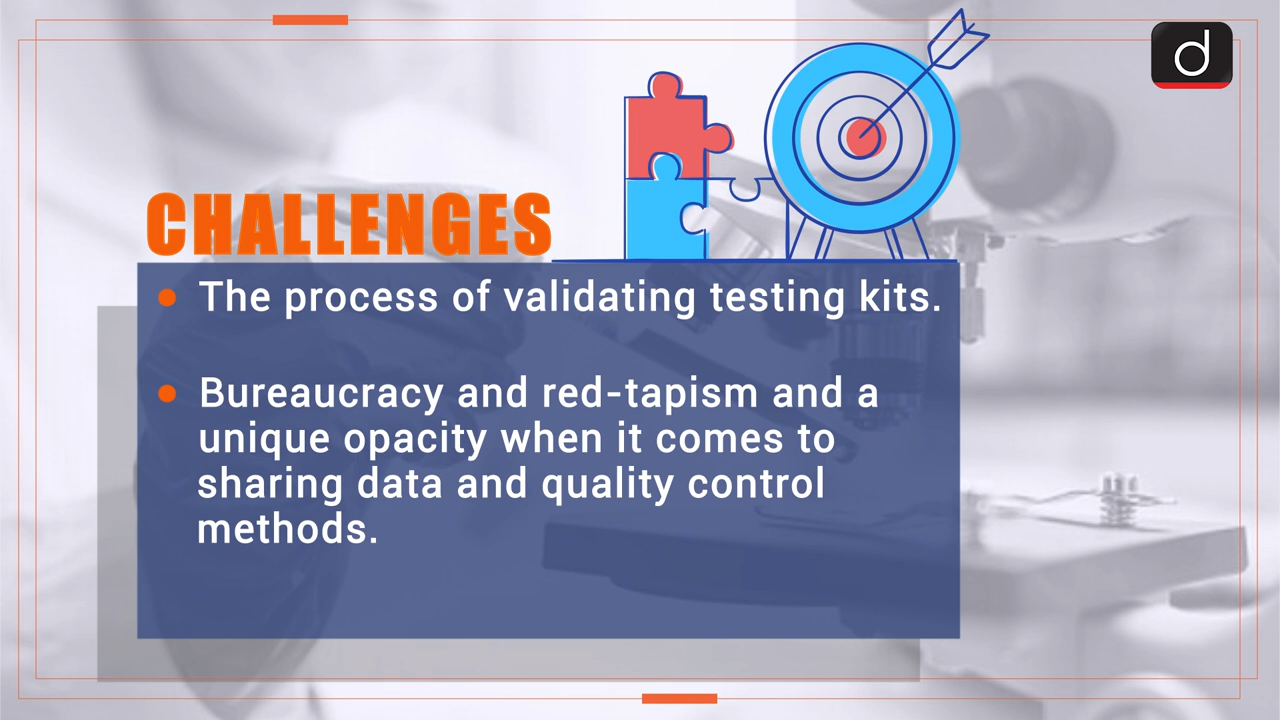 d
CHALLENGES
The process of validating testing kits.
Bureaucracy and red-tapism and a
unique opacity when it comes to
sharing data and quality control
methods.